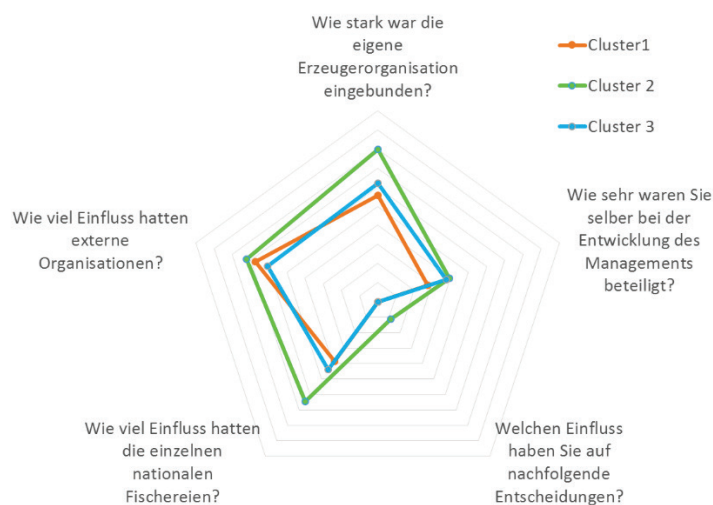 Wie stark war die
eigene
Erzeugerorganisation
eingebunden?
Cluster1
Cluster 2
Cluster 3
Wie sehr waren Sie
selber bei der
Entwicklung des
Managements
beteiligt?
Welchen Einfluss
haben Sie auf
nachfolgende
Entscheidungen?
Wie viel Einfluss hatten
die einzelnen
nationalen
Fischereien?
Wie viel Einfluss hatten
externe
Organisationen?